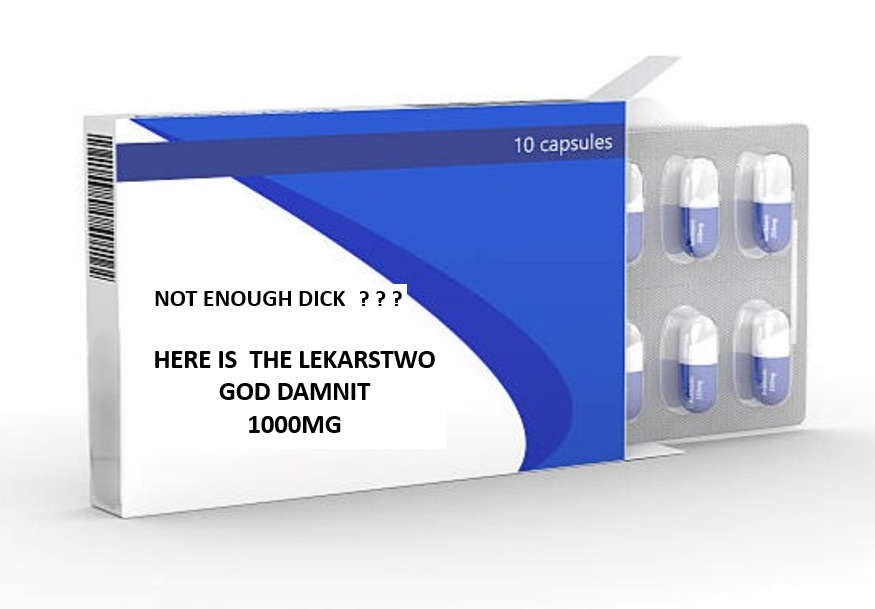 10 capsules
NOT ENOUGH DICK ? ? ?
HERE IS THE LEKARSTWO
GOD DAMNIT
1000MG